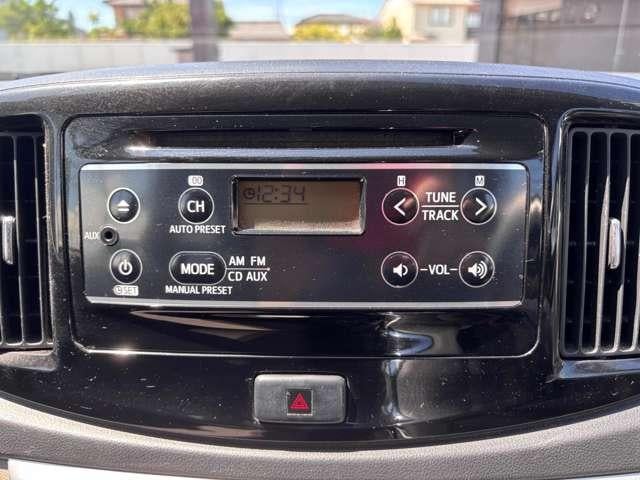 12:34
H
M
CH
TUNE
TRACK
AUTO PRESET
AUX
MODE
AM FM
CD AUX
VOL
SET
MANUAL PRESET